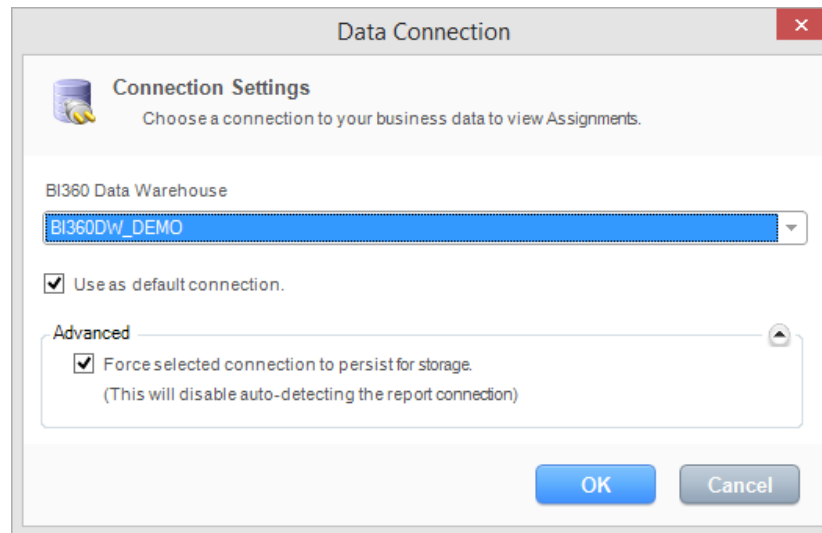 Data Connection
Connection Settings
Choose a connection to your business data to view Assignments.
BI360 Data Warehouse
BI360DW_DEMO
Use as default connection.
Advanced
Force selected connection to persist for storage.
(This will disable auto-detecting the report connection)
OK
Cancel